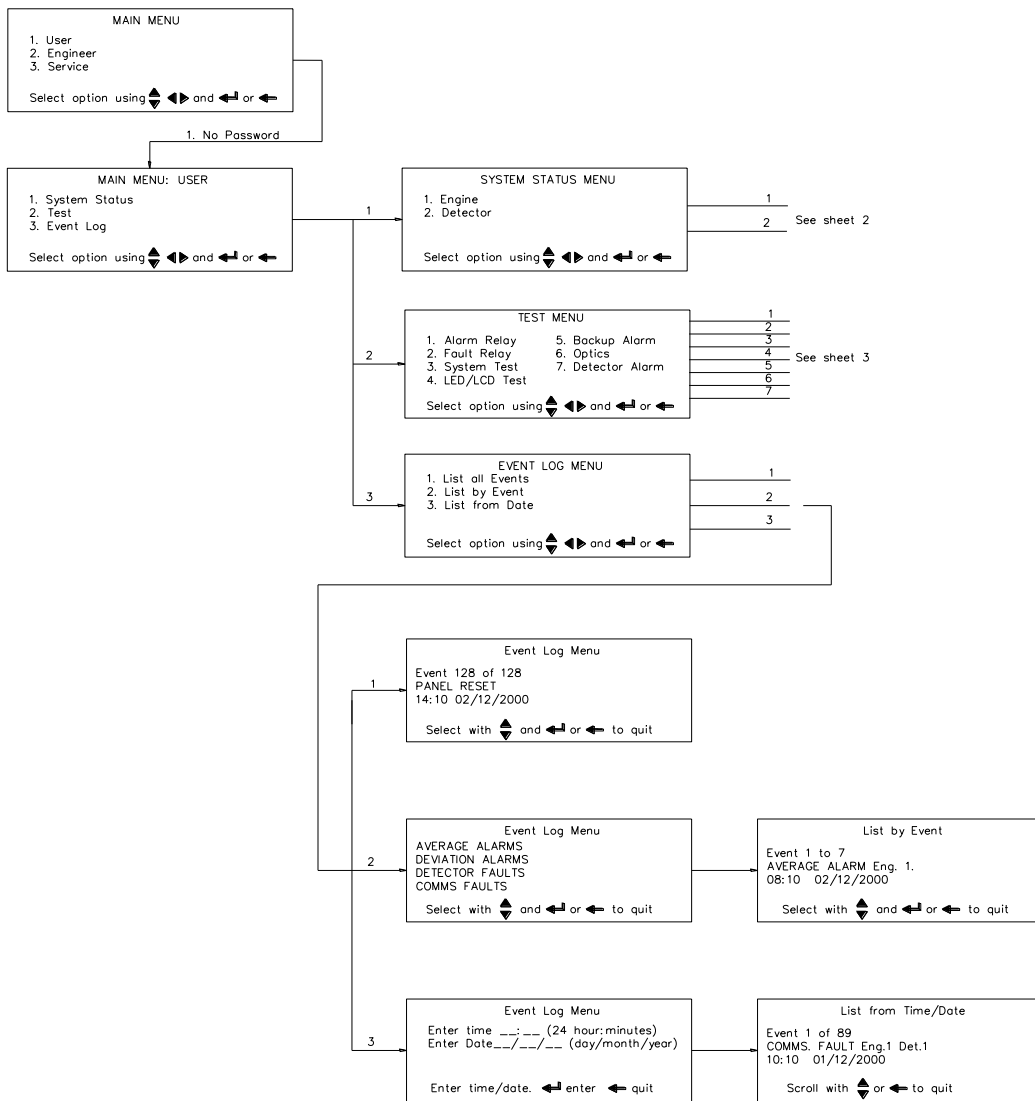 MAIN MENU
1. User
2. Engineer
3. Service
Select option using and or
1. No Password
MAIN MENU: USER
1. System Status
2. Test
3. Event Log
Select option using and or
1
SYSTEM STATUS MENU
1. Engine
2. Detector
Select option using and or
1
2
See sheet 2
2
TEST MENU
1. Alarm Relay 5. Backup Alarm
2. Fault Relay 6. Optics
3. System Test 7. Detector Alarm
4. LED/LCD Test
Select option using and or
1
2
3
4
5
6
7
See sheet 3
3
EVENT LOG MENU
1. List all Events
2. List by Event
3. List from Date
Select option using and or
1
2
3
1
Event Log Menu
Event 128 of 128
PANEL RESET
14:10 02/12/2000
Select with and or to quit
2
Event Log Menu
AVERAGE ALARMS
DEVIATION ALARMS
DETECTOR FAULTS
COMMS FAULTS
Select with and or to quit
List by Event
Event 1 to 7
AVERAGE ALARM Eng. 1.
08:10 02/12/2000
Select with and or to quit
3
Event Log Menu
Enter time __:__ (24 hour:minutes)
Enter Date__/__/__ (day/month/year)
Enter time/date. enter quit
List from Time/Date
Event 1 of 89
COMMS. FAULT Eng.1 Det.1
10:10 01/12/2000
Scroll with or to quit